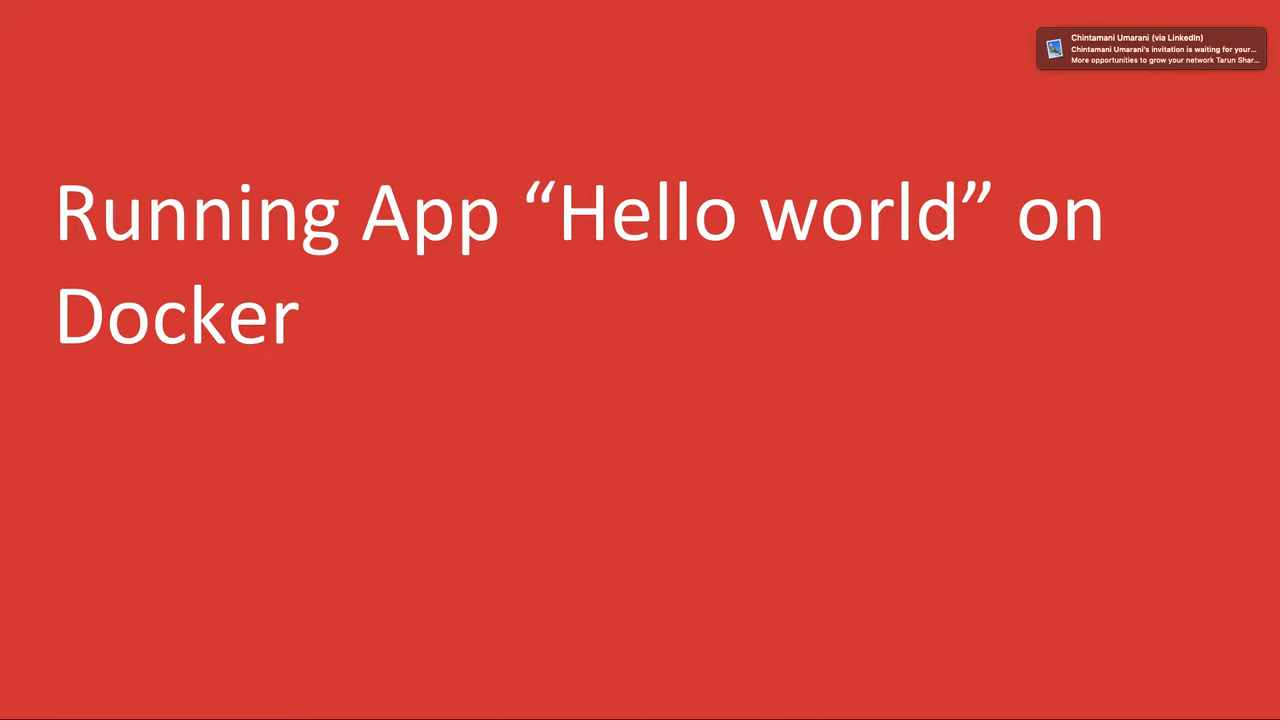 Chintamani Umarani (via LinkedIn)
Chintamani Umarani's invitation is waiting for your...
More opportunities to grow your network Tarun Shar...
Running App “Hello world” on
Docker